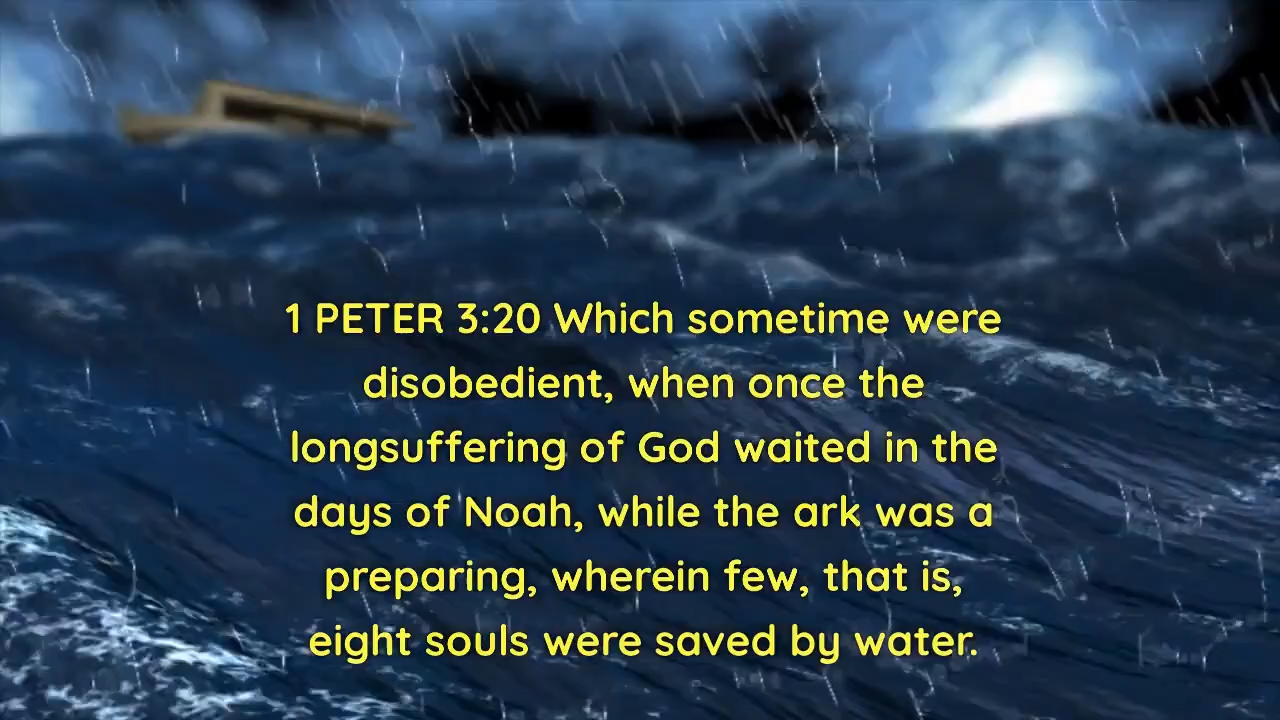 1 PETER 3:20 Which sometime were
disobedient, when once the
longsuffering of God waited in the
days of Noah, while the ark was a
preparing, wherein few, that is,
eight souls were saved by water.